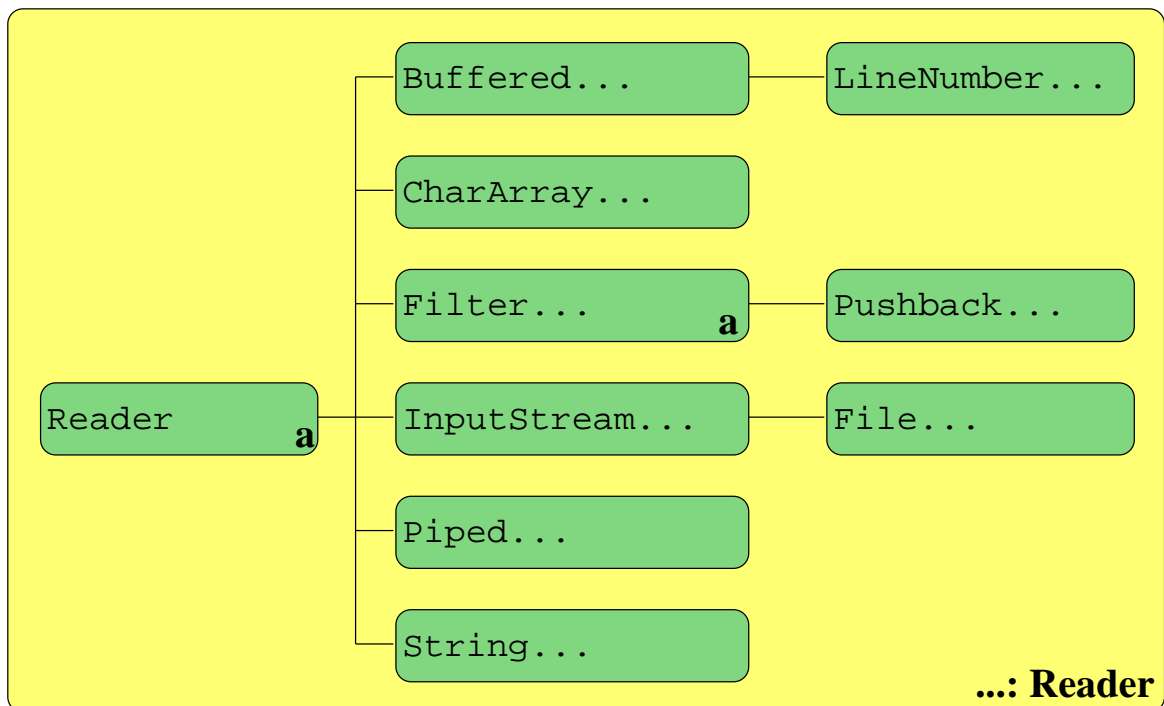 Buffered...
LineNumber...
CharArray...
Filter...
a
Pushback...
Reader
a
InputStream...
File...
Piped...
String...
...: Reader